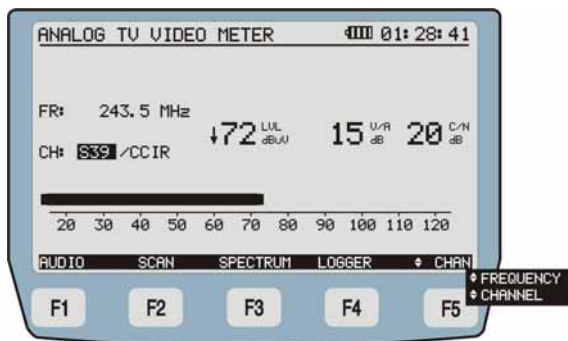 ANALOG TV VIDEO METER 01:28:41
FR: 243.5 MHz
↓72 LVL dBuV 15 V/A dB 20 C/N dB
CH: S39 /CCIR
20 30 40 50 60 70 80 90 100 110 120
AUDIO SCAN SPECTRUM LOGGER CHAN
FREQUENCY
CHANNEL
F1 F2 F3 F4 F5